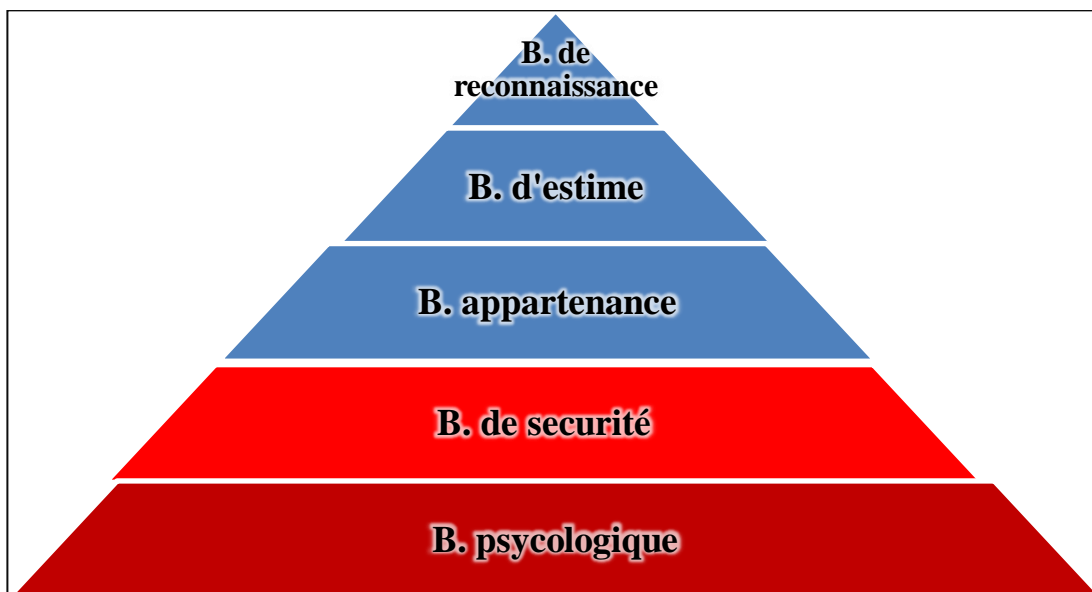 B. de
reconnaissance
B. d'estime
B. appartenance
B. de securité
B. psycologique